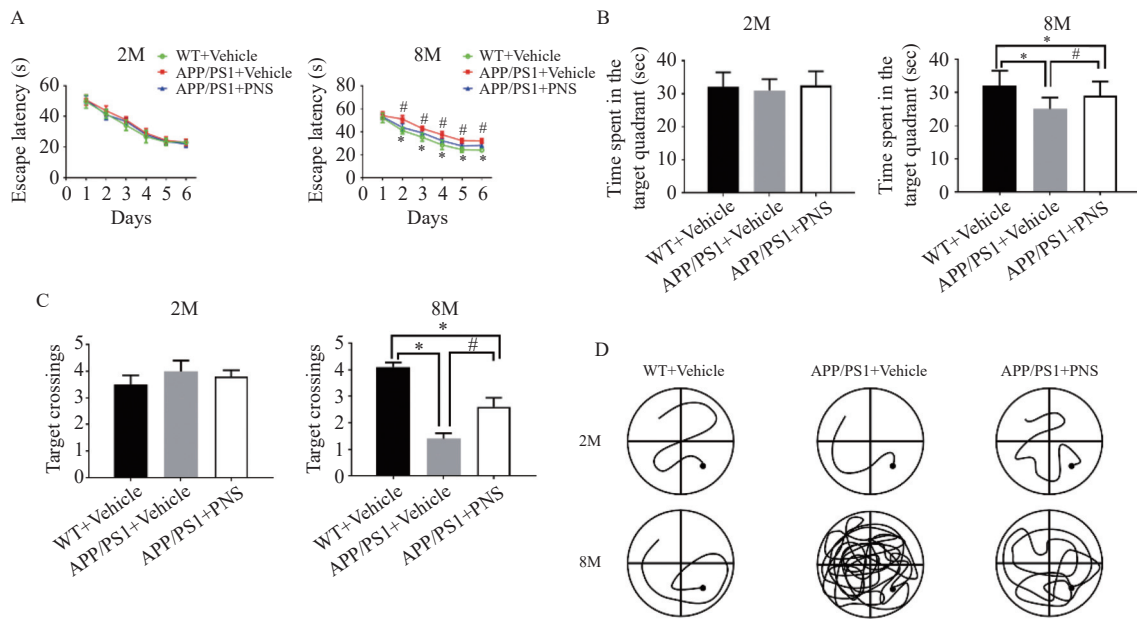 A
2M
WT+Vehicle
APP/PS1+Vehicle
APP/PS1+PNS
Escape latency (s)
60
40
20
0
0 1 2 3 4 5 6
Days
8M
WT+Vehicle
APP/PS1+Vehicle
APP/PS1+PNS
Escape latency (s)
80
60
40
20
0
# # # # #
* * * * *
0 1 2 3 4 5 6
Days
B
2M
Time spent in the
target quadrant (sec)
40
30
20
10
0
WT+Vehicle
APP/PS1+Vehicle
APP/PS1+PNS
8M
Time spent in the
target quadrant (sec)
40
30
20
10
0
*
* #
WT+Vehicle
APP/PS1+Vehicle
APP/PS1+PNS
C
2M
Target crossings
5
4
3
2
1
0
WT+Vehicle
APP/PS1+Vehicle
APP/PS1+PNS
8M
Target crossings
5
4
3
2
1
0
*
* #
WT+Vehicle
APP/PS1+Vehicle
APP/PS1+PNS
D
WT+Vehicle APP/PS1+Vehicle APP/PS1+PNS
2M
8M